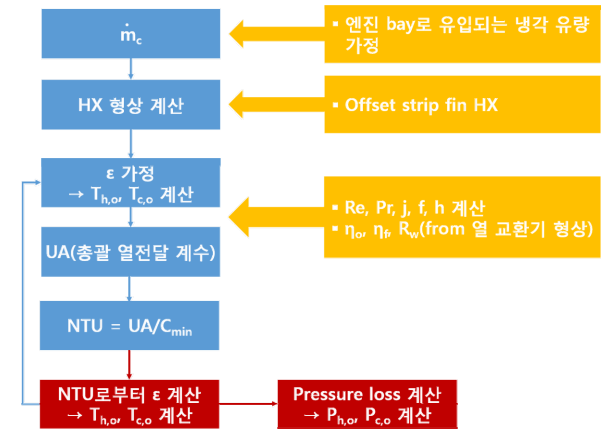 ṁc
▪ 엔진 bay로 유입되는 냉각 유량
가정
HX 형상 계산
▪ Offset strip fin HX
ε 가정
→ Th,o, Tc,o 계산
▪ Re, Pr, j, f, h 계산
▪ ηo, ηf, Rw(from 열 교환기 형상)
UA(총괄 열전달 계수)
NTU = UA/Cmin
NTU로부터 ε 계산
→ Th,o, Tc,o 계산
Pressure loss 계산
→ Ph,o, Pc,o 계산